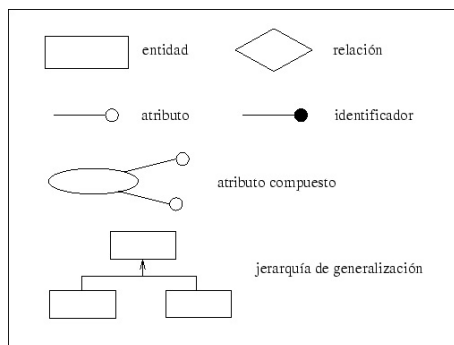 entidad
relación
atributo
identificador
atributo compuesto
jerarquía de generalización